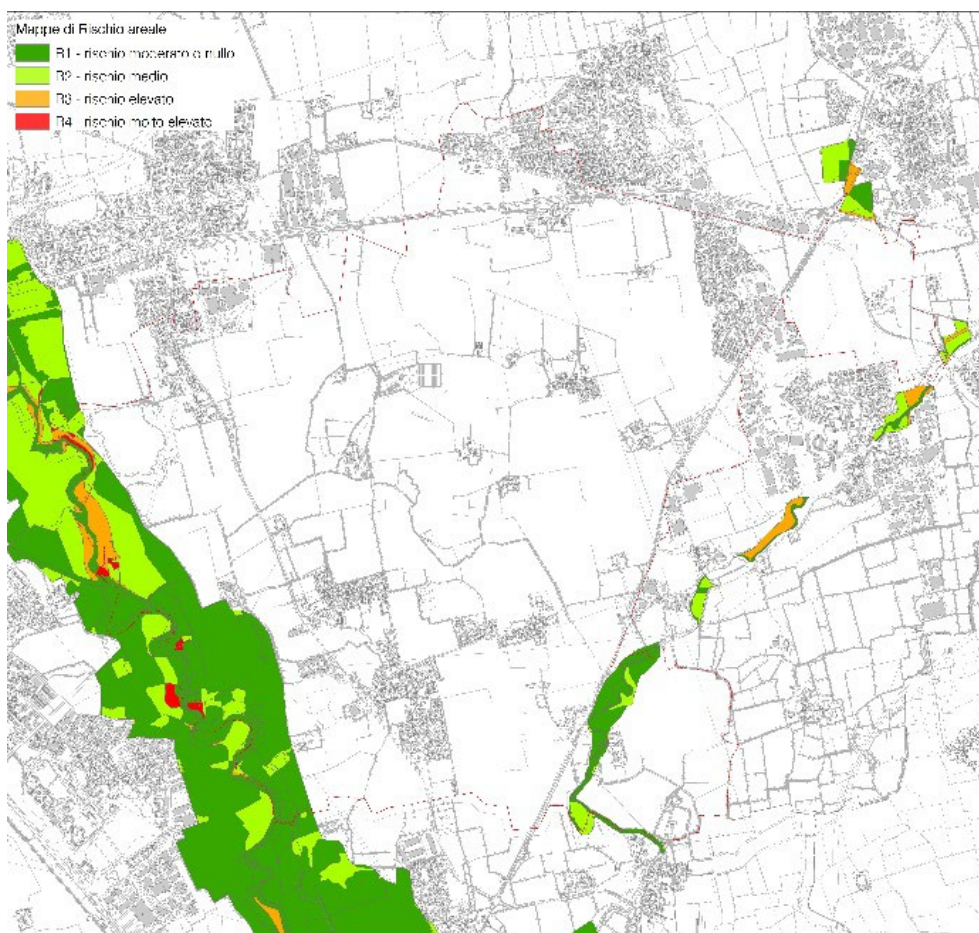 Mappe di Rischio areale
R1 - rischio moderato o nullo
R2 - rischio medio
R3 - rischio elevato
R4 - rischio molto elevato